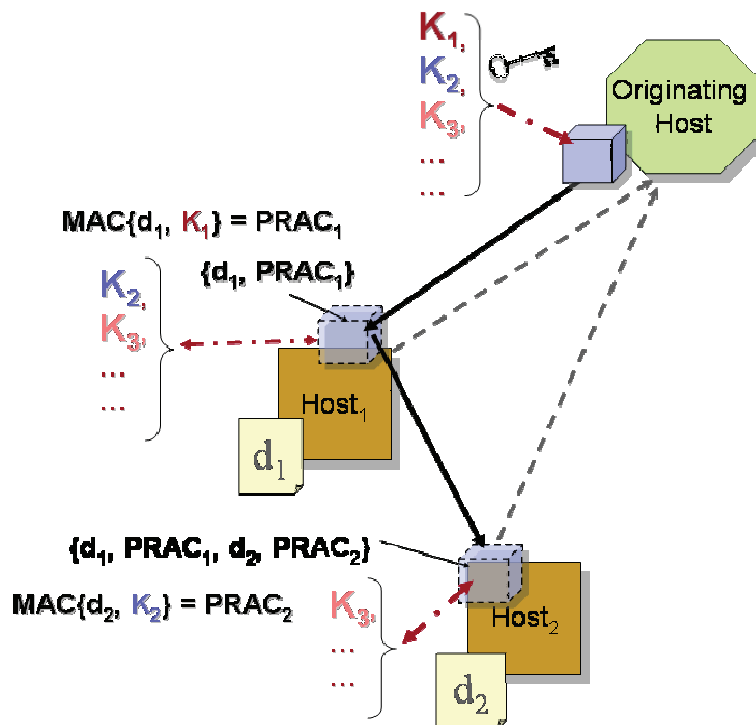 K₁,
K₂,
K₃,
...
...
Originating
Host
MAC{d₁, K₁} = PRAC₁
{d₁, PRAC₁}
K₂,
K₃,
...
...
Host₁
d₁
{d₁, PRAC₁, d₂, PRAC₂}
MAC{d₂, K₂} = PRAC₂
K₃,
...
...
Host₂
d₂